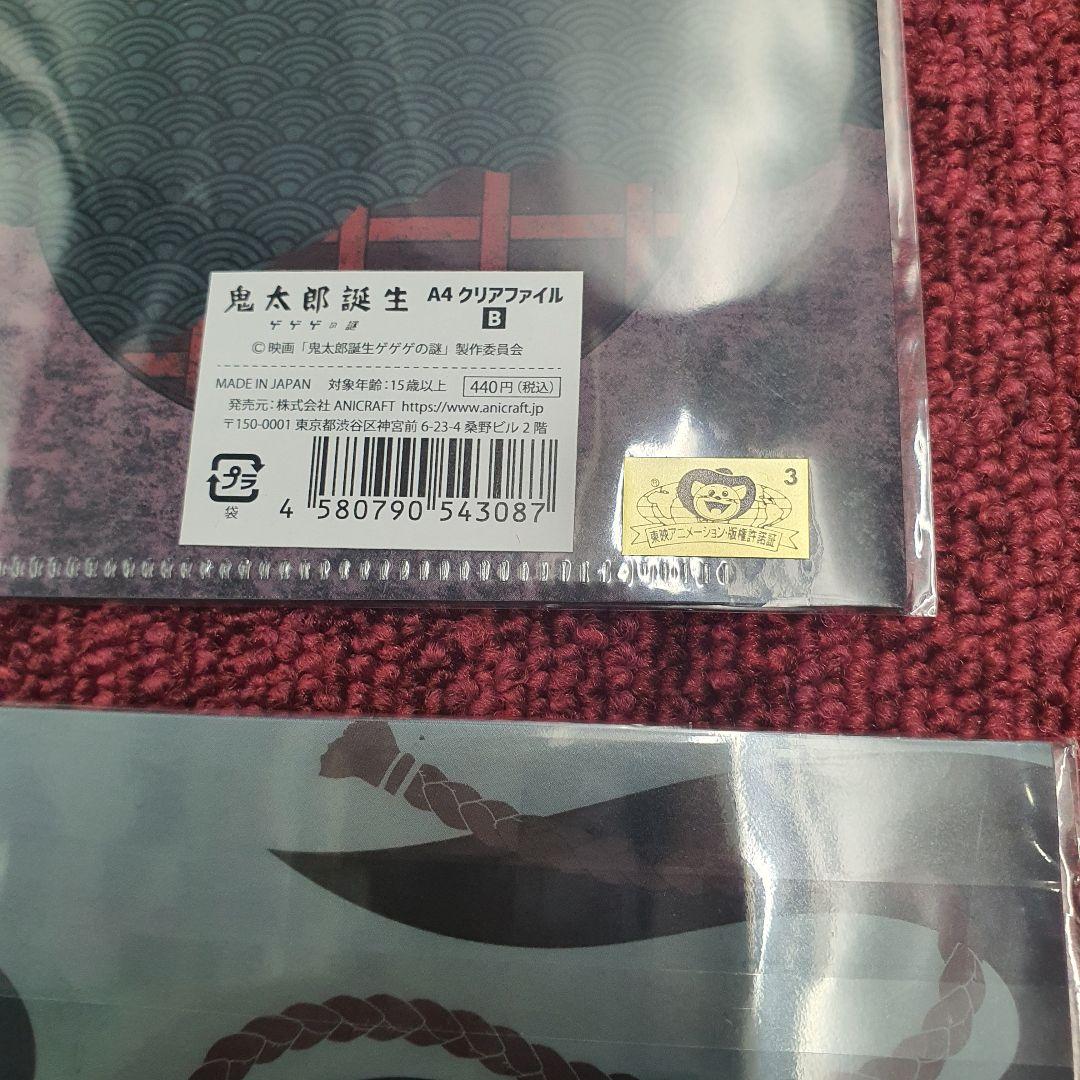 鬼太郎誕生 A4 クリアファイル
ゲゲゲの謎 B
©映画「鬼太郎誕生ゲゲゲの謎」製作委員会
MADE IN JAPAN 対象年齢:15歳以上 440円(税込)
発売元:株式会社 ANICRAFT https://www.anicraft.jp
〒150-0001 東京都渋谷区神宮前 6-23-4 桑野ビル 2 階
プラ
袋
4 580790 543087
3
®
東映アニメーション・版権許諾証